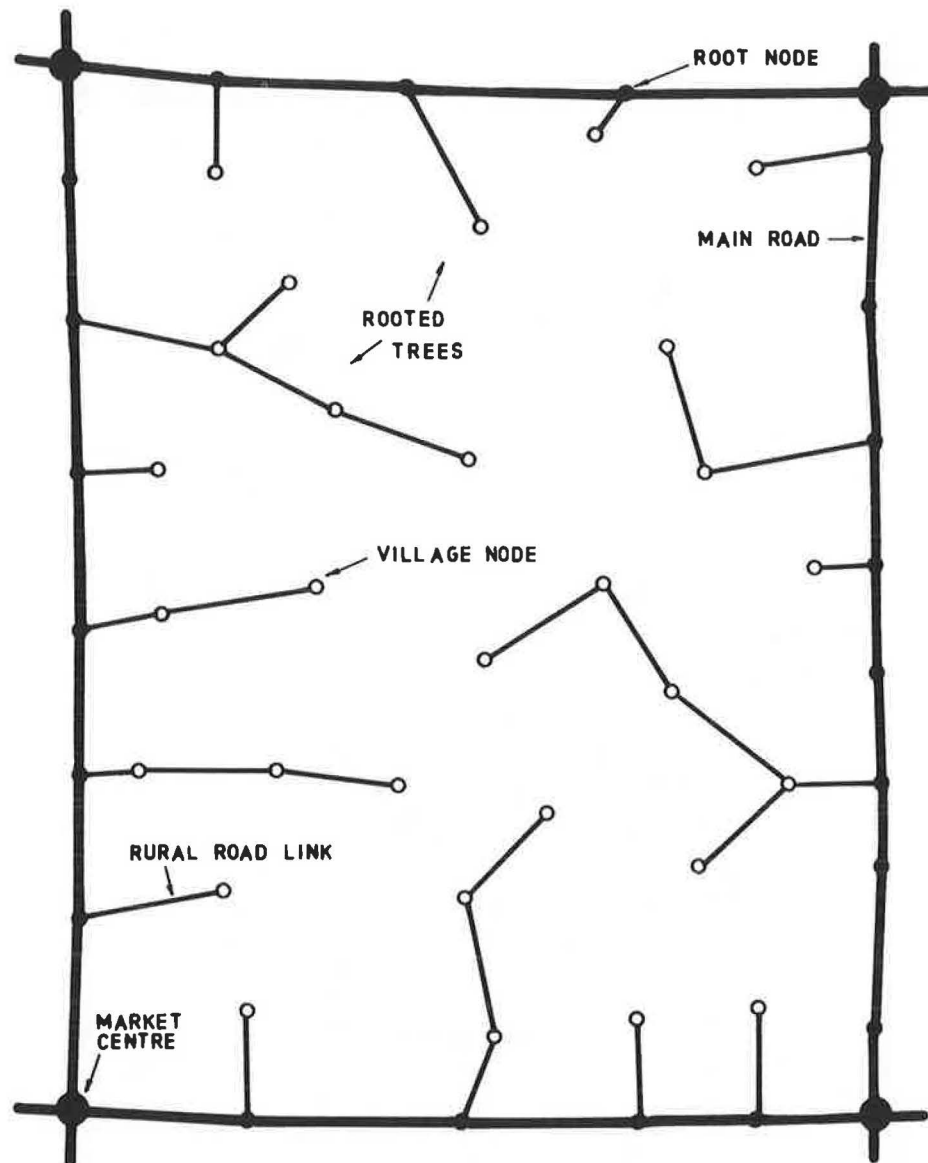 ROOT NODE
MAIN ROAD
ROOTED
TREES
VILLAGE NODE
RURAL ROAD LINK
MARKET
CENTRE